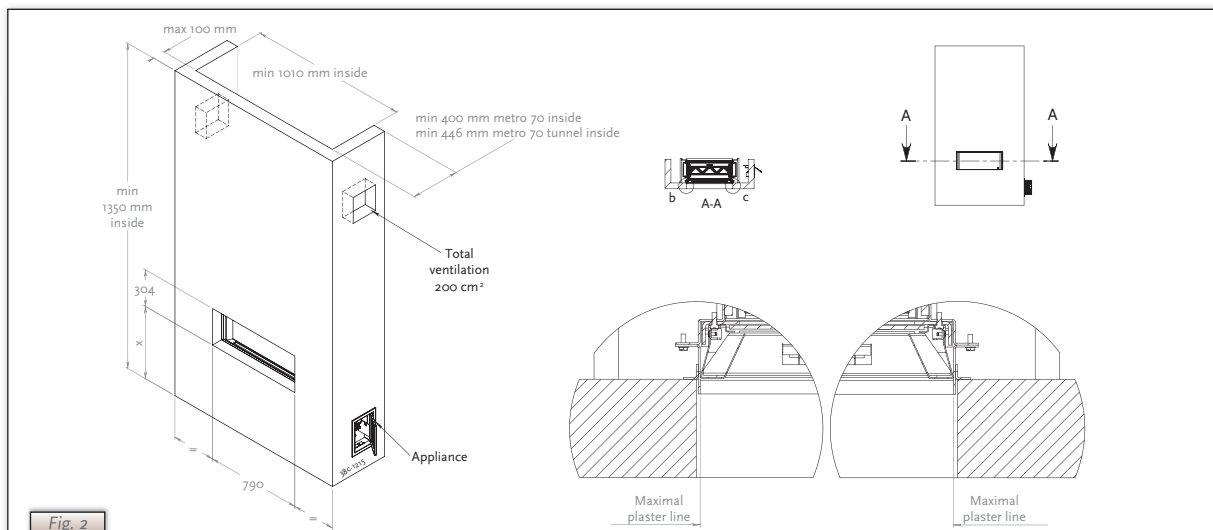 max 100 mm
min 1010 mm inside
min 400 mm metro 70 inside
min 446 mm metro 70 tunnel inside
min
1350 mm
inside
304
x
Total
ventilation
200 cm²
Appliance
38c-1215
=
790
=
Fig. 2
b
A-A
c
A
A
Maximal
plaster line
Maximal
plaster line